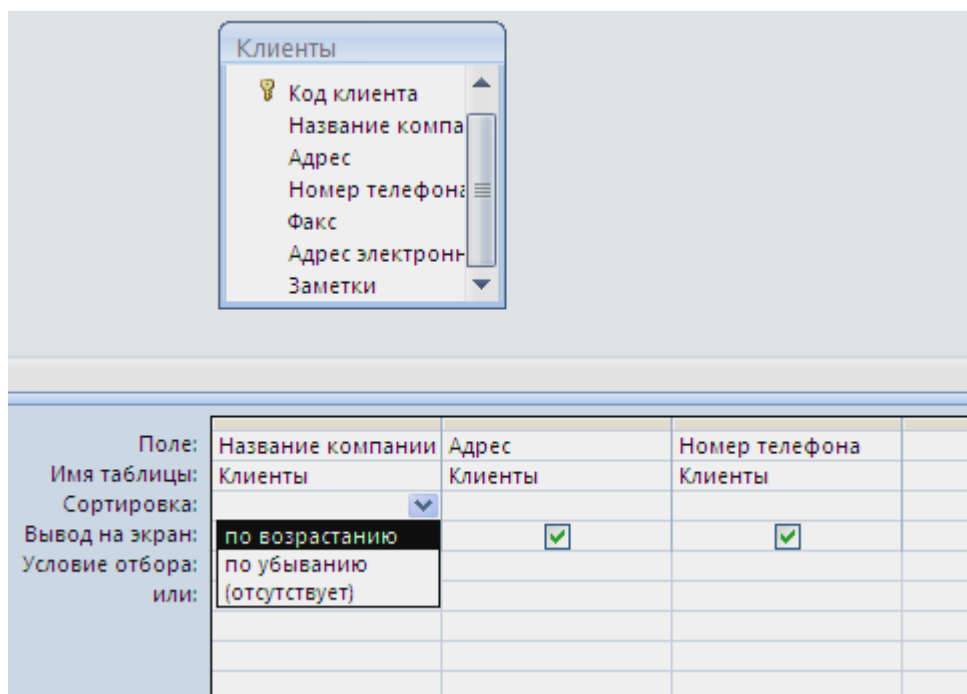 Клиенты
Код клиента
Название компа
Адрес
Номер телефона
Факс
Адрес электронн
Заметки
Поле: Название компании Адрес Номер телефона
Имя таблицы: Клиенты Клиенты Клиенты
Сортировка:
Вывод на экран: по возрастанию
Условие отбора: по убыванию
или: (отсутствует)